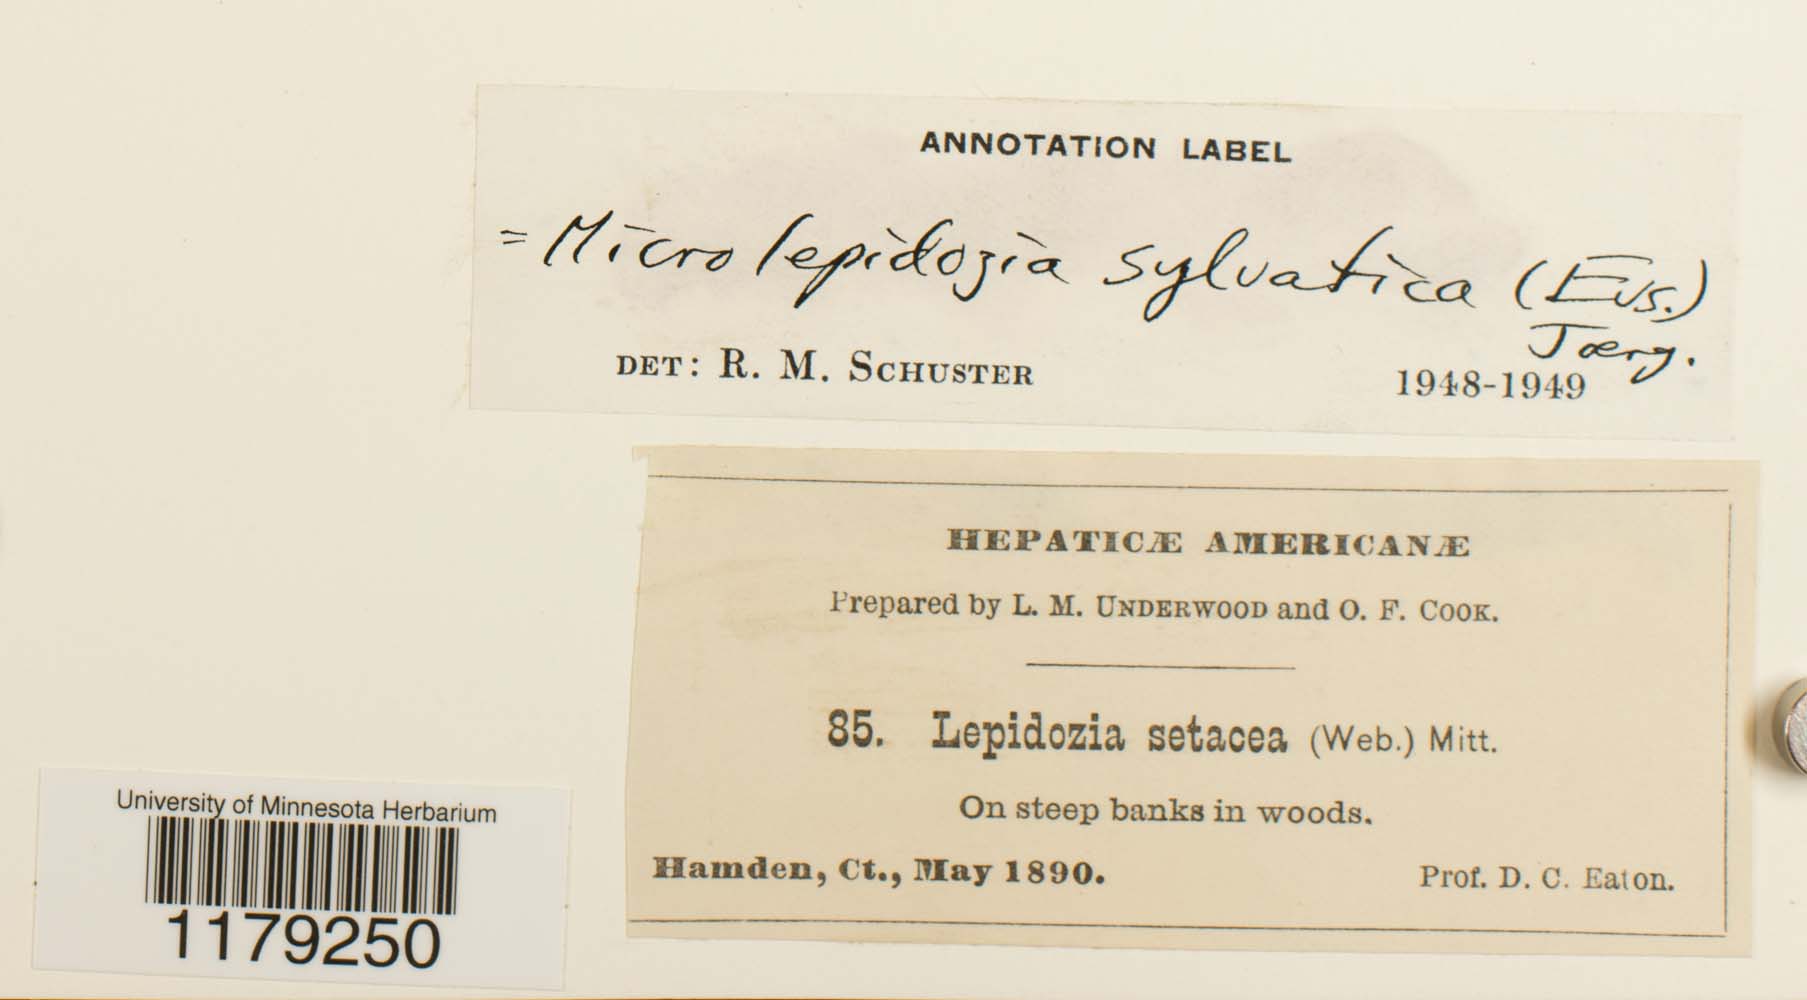 ANNOTATION LABEL
= Microlepidozia sylvatica (Evs.)
Joerg.
DET: R. M. SCHUSTER 1948-1949
HEPATICÆ AMERICANÆ
Prepared by L. M. UNDERWOOD and O. F. COOK.
85. Lepidozia setacea (Web.) Mitt.
On steep banks in woods.
Hamden, Ct., May 1890. Prof. D. C. Eaton.
University of Minnesota Herbarium
1179250